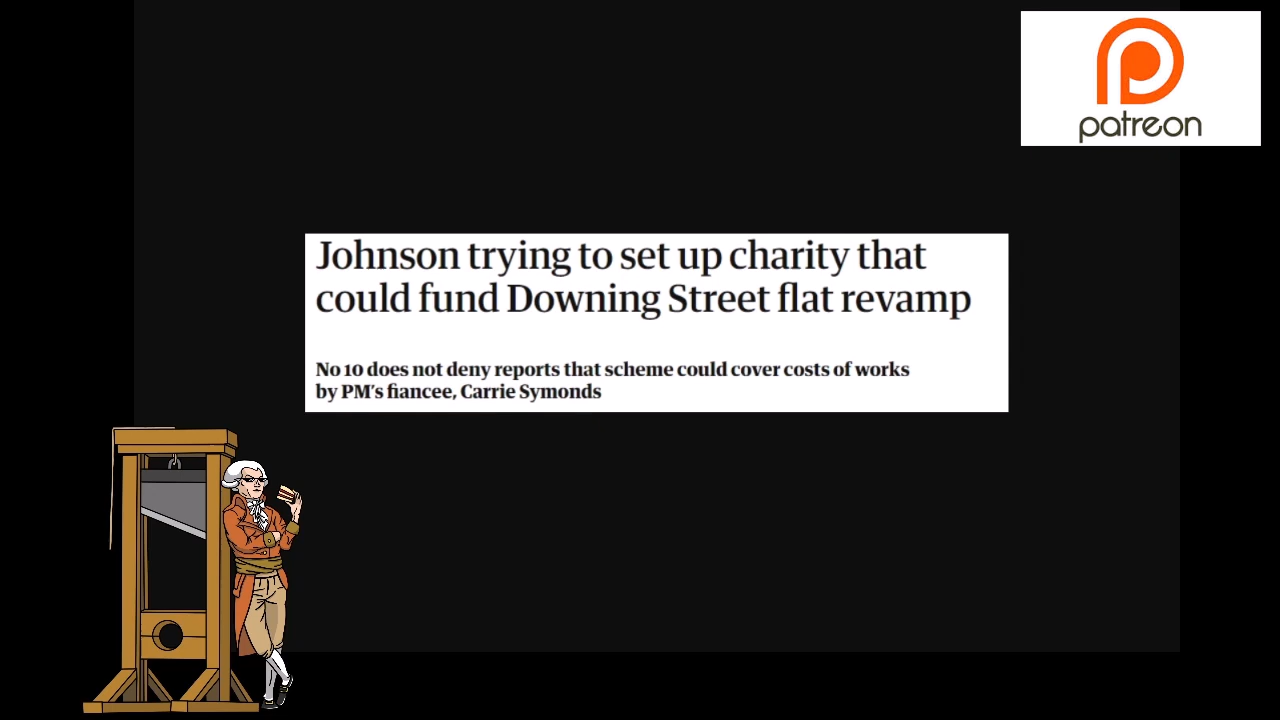 patreon
Johnson trying to set up charity that
could fund Downing Street flat revamp
No 10 does not deny reports that scheme could cover costs of works
by PM's fiancee, Carrie Symonds